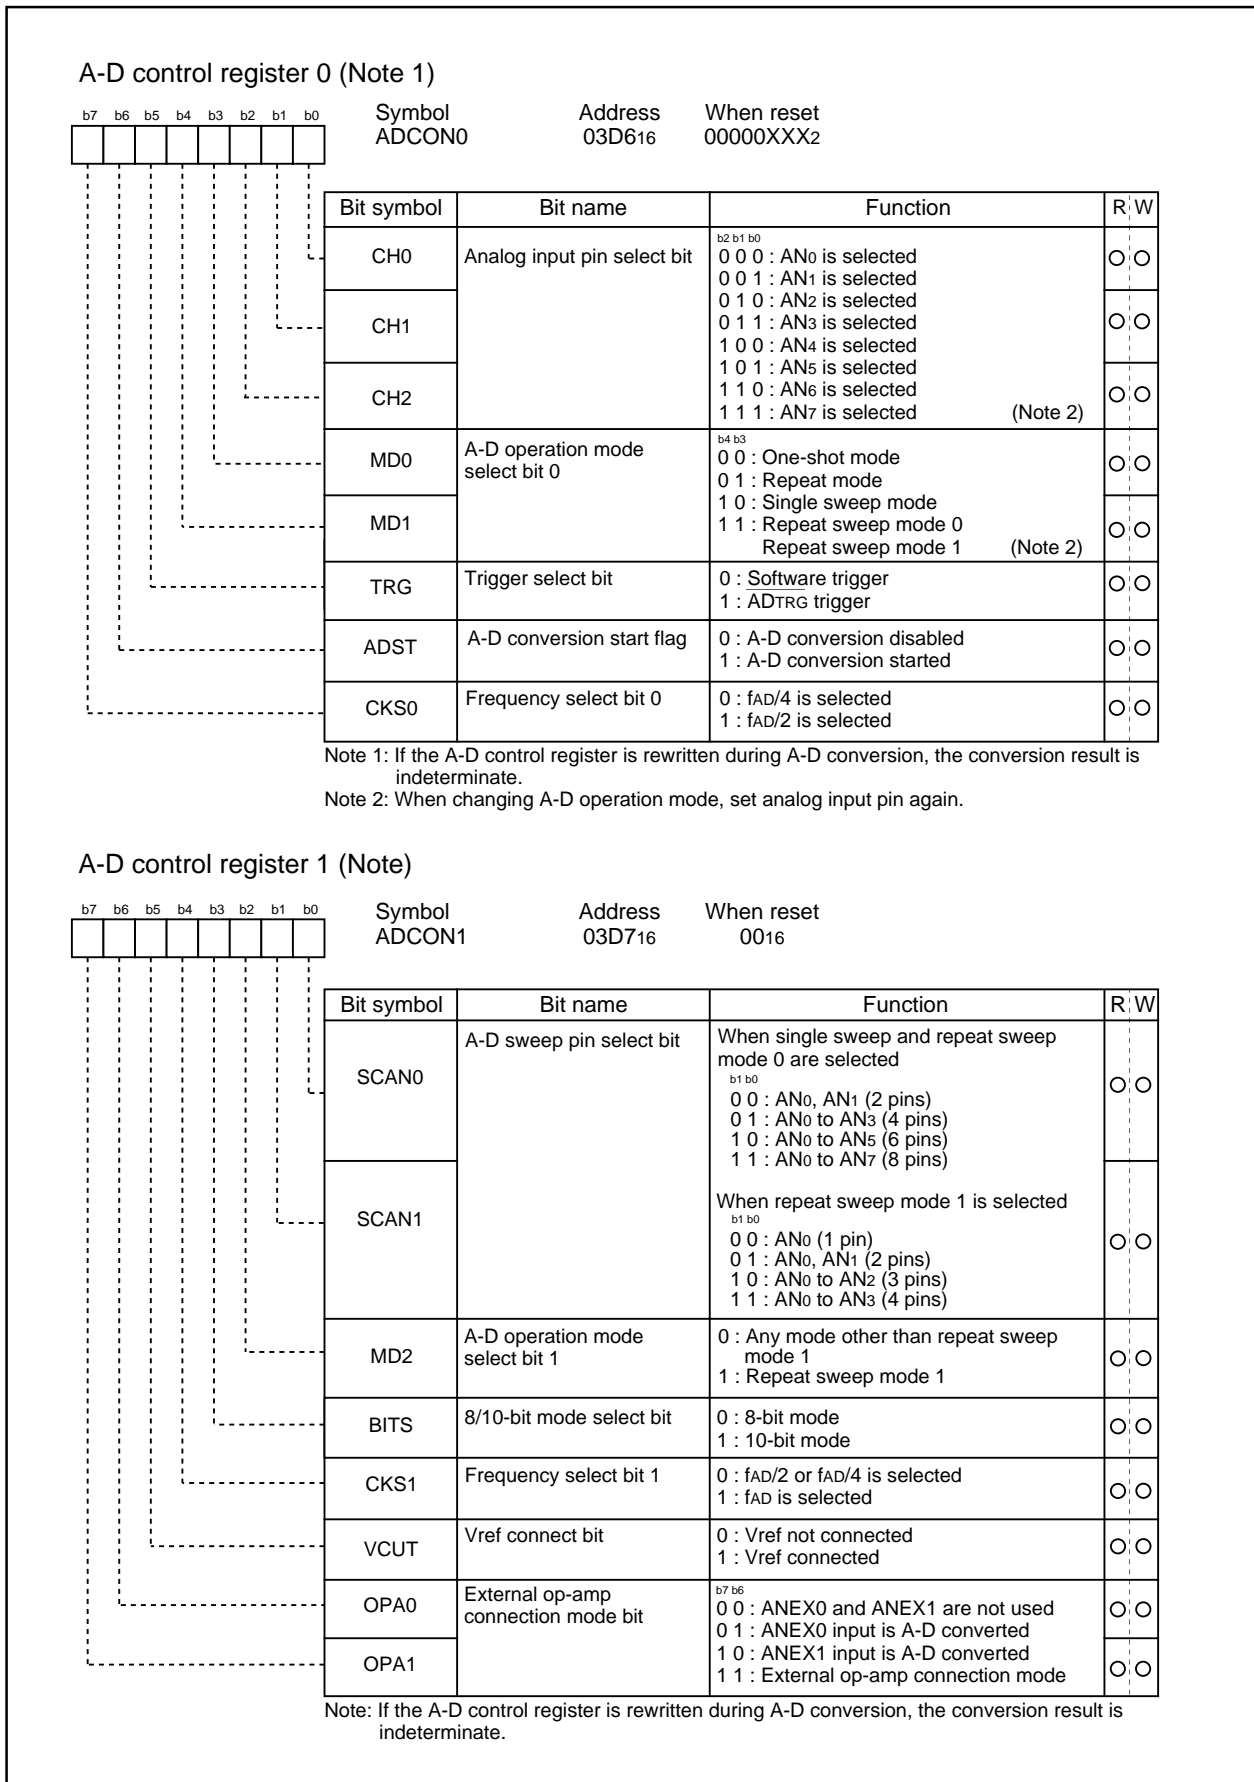 A-D control register 0 (Note 1)
b7 b6 b5 b4 b3 b2 b1 b0
Symbol Address When reset
ADCON0 03D616 00000XXX2
Bit symbol Bit name Function R W
CH0 Analog input pin select bit
b2 b1 b0
0 0 0 : AN0 is selected
0 0 1 : AN1 is selected
0 1 0 : AN2 is selected
CH1
0 1 1 : AN3 is selected
1 0 0 : AN4 is selected
1 0 1 : AN5 is selected
CH2
1 1 0 : AN6 is selected
1 1 1 : AN7 is selected (Note 2)
MD0 A-D operation mode
select bit 0
b4 b3
0 0 : One-shot mode
0 1 : Repeat mode
MD1
1 0 : Single sweep mode
1 1 : Repeat sweep mode 0
Repeat sweep mode 1 (Note 2)
TRG Trigger select bit
0 : Software trigger
1 : ADTRG trigger
ADST A-D conversion start flag
0 : A-D conversion disabled
1 : A-D conversion started
CKS0 Frequency select bit 0
0 : fAD/4 is selected
1 : fAD/2 is selected
Note 1: If the A-D control register is rewritten during A-D conversion, the conversion result is
indeterminate.
Note 2: When changing A-D operation mode, set analog input pin again.
A-D control register 1 (Note)
b7 b6 b5 b4 b3 b2 b1 b0
Symbol Address When reset
ADCON1 03D716 0016
Bit symbol Bit name Function R W
SCAN0 A-D sweep pin select bit
When single sweep and repeat sweep
mode 0 are selected
b1 b0
0 0 : AN0, AN1 (2 pins)
0 1 : AN0 to AN3 (4 pins)
1 0 : AN0 to AN5 (6 pins)
1 1 : AN0 to AN7 (8 pins)
SCAN1
When repeat sweep mode 1 is selected
b1 b0
0 0 : AN0 (1 pin)
0 1 : AN0, AN1 (2 pins)
1 0 : AN0 to AN2 (3 pins)
1 1 : AN0 to AN3 (4 pins)
MD2 A-D operation mode
select bit 1
0 : Any mode other than repeat sweep
mode 1
1 : Repeat sweep mode 1
BITS 8/10-bit mode select bit
0 : 8-bit mode
1 : 10-bit mode
CKS1 Frequency select bit 1
0 : fAD/2 or fAD/4 is selected
1 : fAD is selected
VCUT Vref connect bit
0 : Vref not connected
1 : Vref connected
OPA0 External op-amp
connection mode bit
b7 b6
0 0 : ANEX0 and ANEX1 are not used
0 1 : ANEX0 input is A-D converted
OPA1
1 0 : ANEX1 input is A-D converted
1 1 : External op-amp connection mode
Note: If the A-D control register is rewritten during A-D conversion, the conversion result is
indeterminate.